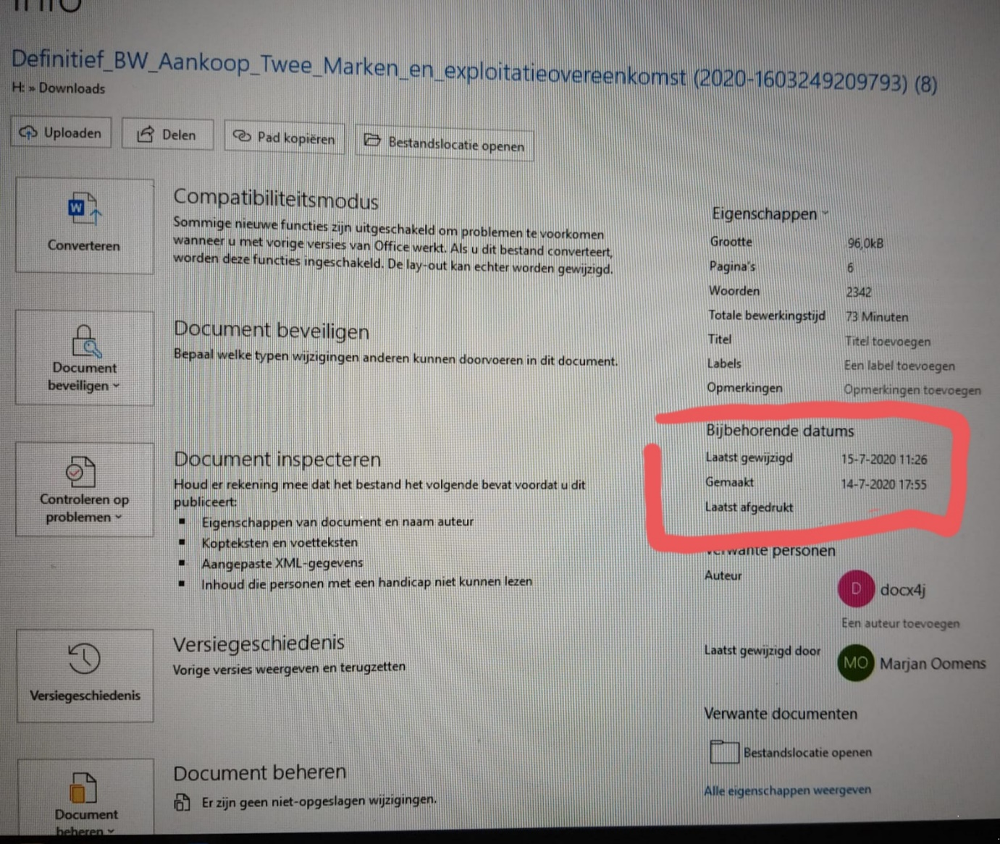 Info
Definitief_BW_Aankoop_Twee_Marken_en_exploitatieovereenkomst (2020-1603249209793) (8)
H: » Downloads
Uploaden
Delen
Pad kopiëren
Bestandslocatie openen
Converteren
Compatibiliteitsmodus
Sommige nieuwe functies zijn uitgeschakeld om problemen te voorkomen
wanneer u met vorige versies van Office werkt. Als u dit bestand converteert,
worden deze functies ingeschakeld. De lay-out kan echter worden gewijzigd.
Document
beveiligen
Document beveiligen
Bepaal welke typen wijzigingen anderen kunnen doorvoeren in dit document.
Controleren op
problemen
Document inspecteren
Houd er rekening mee dat het bestand het volgende bevat voordat u dit
publiceert:
Eigenschappen van document en naam auteur
Kopteksten en voetteksten
Aangepaste XML-gegevens
Inhoud die personen met een handicap niet kunnen lezen
Versiegeschiedenis
Versiegeschiedenis
Vorige versies weergeven en terugzetten
Document
beheren
Document beheren
Er zijn geen niet-opgeslagen wijzigingen.
Eigenschappen
Grootte 96,0kB
Pagina's 6
Woorden 2342
Totale bewerkingstijd 73 Minuten
Titel Titel toevoegen
Labels Een label toevoegen
Opmerkingen Opmerkingen toevoegen
Bijbehorende datums
Laatst gewijzigd 15-7-2020 11:26
Gemaakt 14-7-2020 17:55
Laatst afgedrukt
Verwante personen
Auteur D docx4j
Een auteur toevoegen
Laatst gewijzigd door MO Marjan Oomens
Verwante documenten
Bestandslocatie openen
Alle eigenschappen weergeven